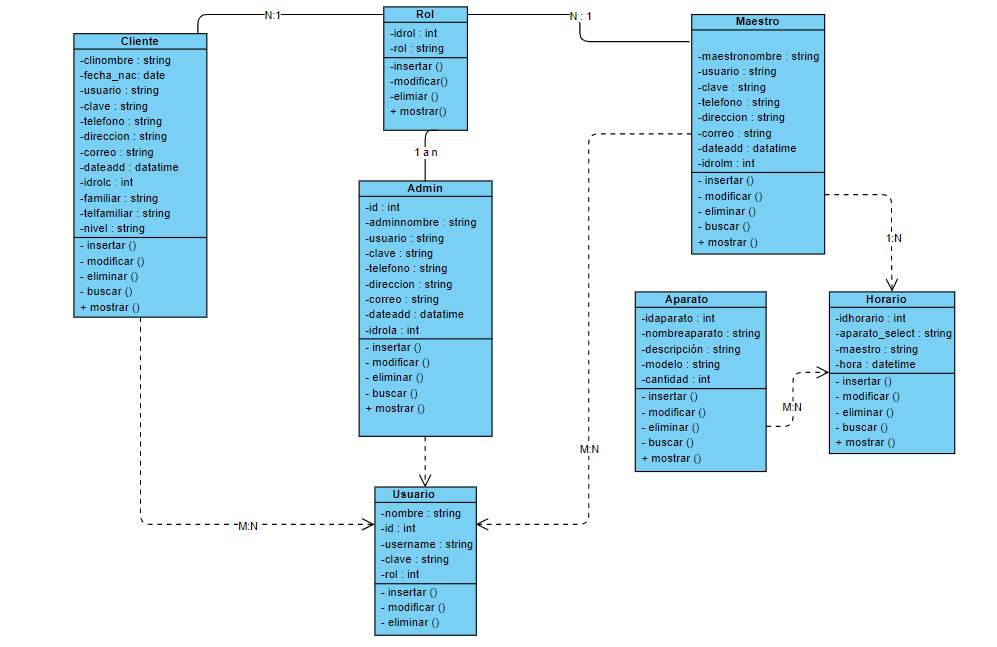 N:1
Rol
-idrol : int
-rol : string
-insertar ()
-modificar()
-elimiar ()
+ mostrar()
N : 1
Maestro
-maestronombre : string
-usuario : string
-clave : string
-telefono : string
-direccion : string
-correo : string
-dateadd : datatime
-idrolm : int
- insertar ()
- modificar ()
- eliminar ()
- buscar ()
+ mostrar ()
Cliente
-clinombre : string
-fecha_nac: date
-usuario : string
-clave : string
-telefono : string
-direccion : string
-correo : string
-dateadd : datatime
-idrolc : int
-familiar : string
-telfamiliar : string
-nivel : string
- insertar ()
- modificar ()
- eliminar ()
- buscar ()
+ mostrar ()
1 a n
Admin
-id : int
-adminnombre : string
-usuario : string
-clave : string
-telefono : string
-direccion : string
-correo : string
-dateadd : datatime
-idrola : int
- insertar ()
- modificar ()
- eliminar ()
- buscar ()
+ mostrar ()
1:N
Aparato
-idaparato : int
-nombreaparato : string
-descripción : string
-modelo : string
-cantidad : int
- insertar ()
- modificar ()
- eliminar ()
- buscar ()
+ mostrar ()
M:N
Horario
-idhorario : int
-aparato_select : string
-maestro : string
-hora : datetime
- insertar ()
- modificar ()
- eliminar ()
- buscar ()
+ mostrar ()
M:N
M:N
Usuario
-nombre : string
-id : int
-username : string
-clave : string
-rol : int
- insertar ()
- modificar ()
- eliminar ()